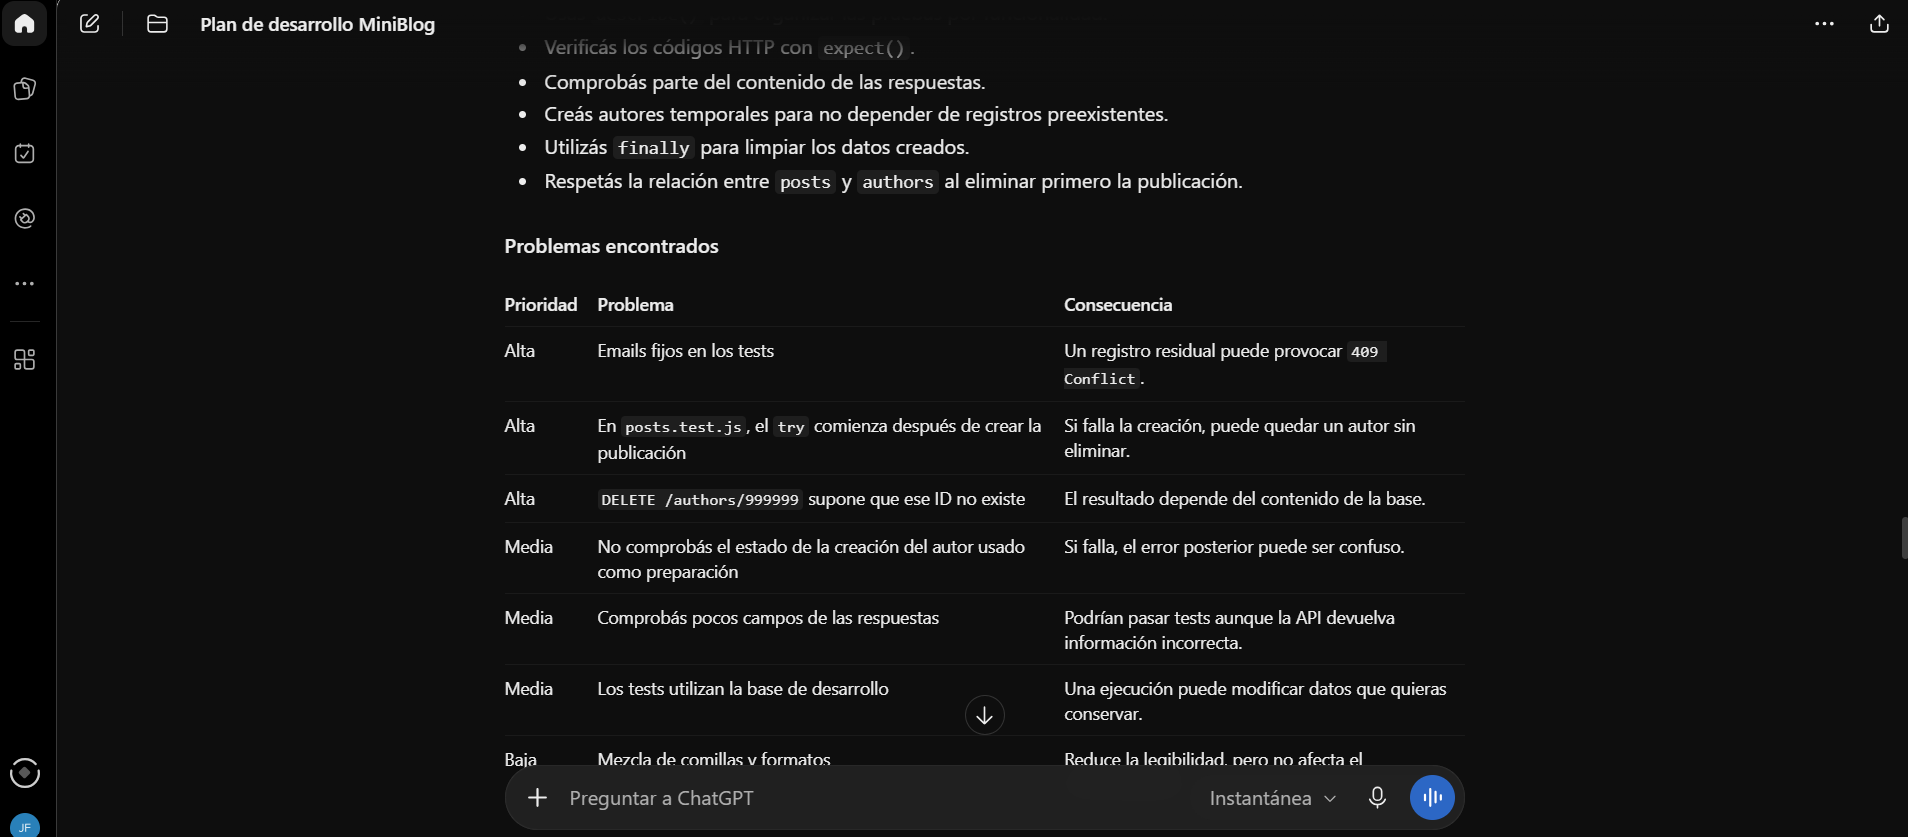 Plan de desarrollo MiniBlog
Verificás los códigos HTTP con expect().
Comprobás parte del contenido de las respuestas.
Creás autores temporales para no depender de registros preexistentes.
Utilizás finally para limpiar los datos creados.
Respetás la relación entre posts y authors al eliminar primero la publicación.
Problemas encontrados
Prioridad Problema Consecuencia
Alta Emails fijos en los tests Un registro residual puede provocar 409
Conflict.
Alta En posts.test.js, el try comienza después de crear la Si falla la creación, puede quedar un autor sin
publicación eliminar.
Alta DELETE /authors/999999 supone que ese ID no existe El resultado depende del contenido de la base.
Media No comprobás el estado de la creación del autor usado Si falla, el error posterior puede ser confuso.
como preparación
Media Comprobás pocos campos de las respuestas Podrían pasar tests aunque la API devuelva
información incorrecta.
Media Los tests utilizan la base de desarrollo Una ejecución puede modificar datos que quieras
conservar.
Baja Mezcla de comillas y formatos Reduce la legibilidad, pero no afecta el
Preguntar a ChatGPT Instantánea
JF